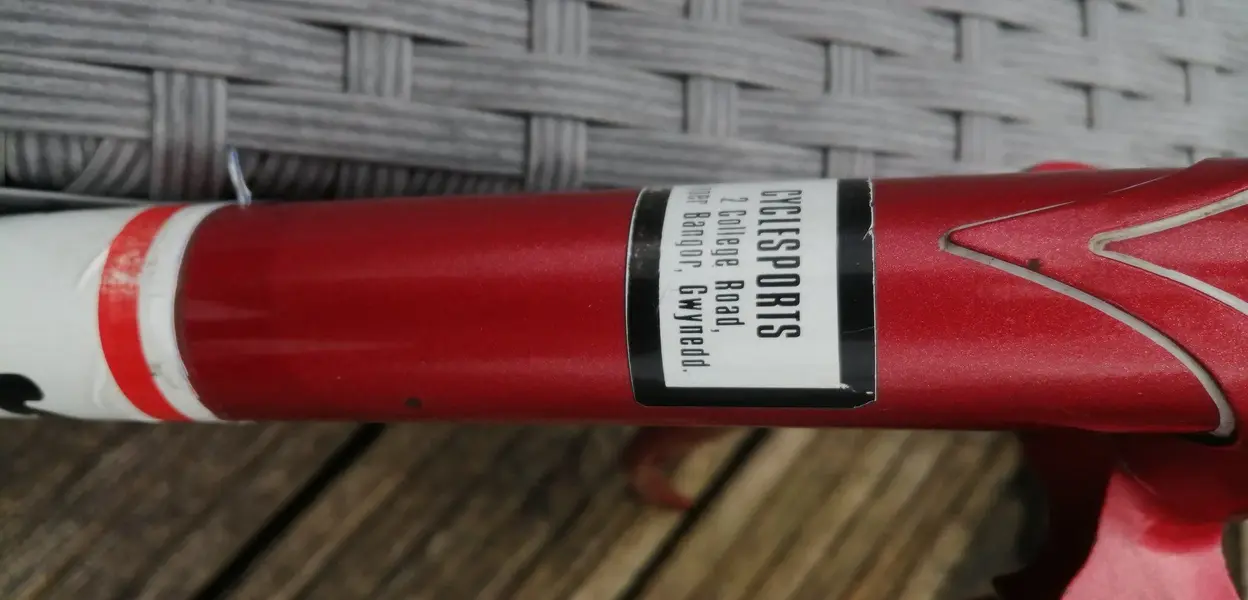 CYCLESPORTS
2 College Road,
Bangor, Gwynedd.